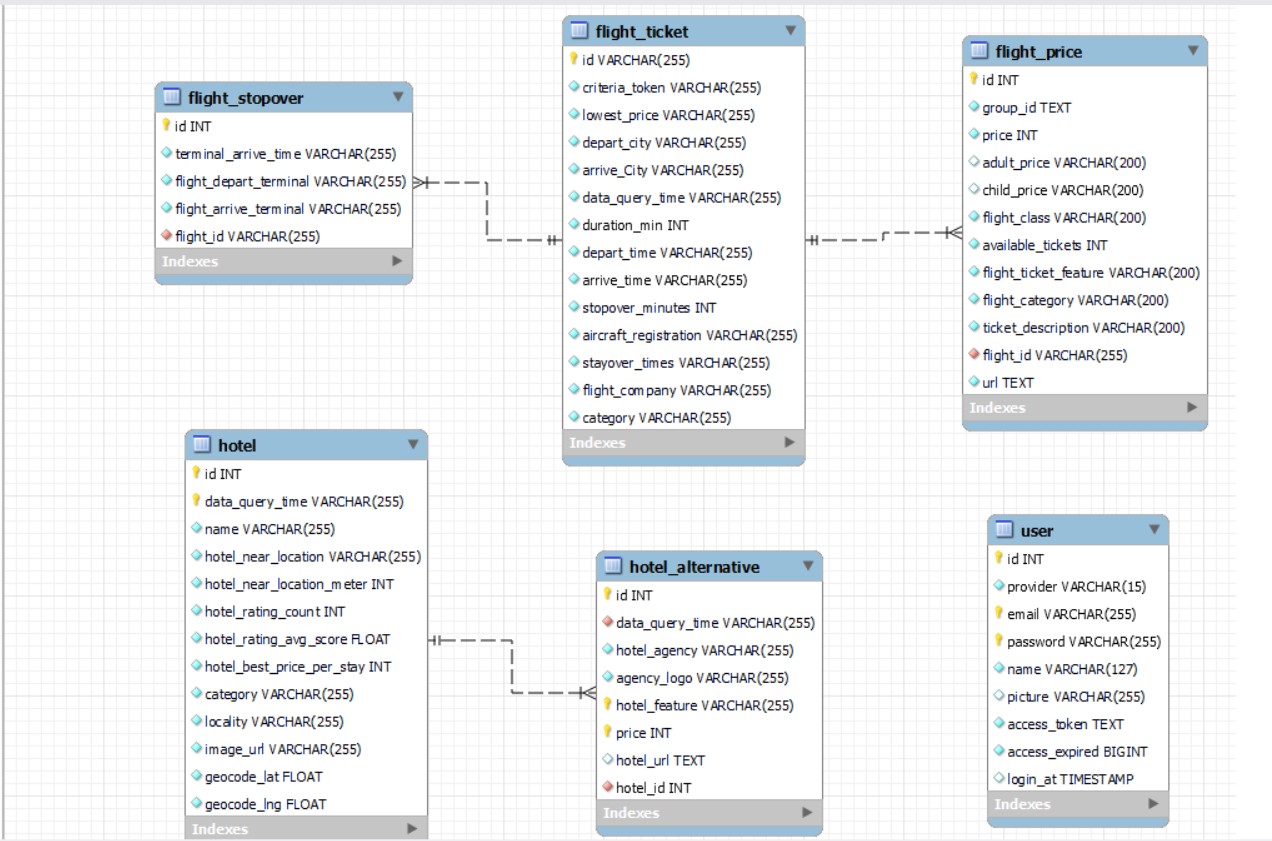 flight_stopover
id INT
terminal_arrive_time VARCHAR(255)
flight_depart_terminal VARCHAR(255)
flight_arrive_terminal VARCHAR(255)
flight_id VARCHAR(255)
Indexes
flight_ticket
id VARCHAR(255)
criteria_token VARCHAR(255)
lowest_price VARCHAR(255)
depart_city VARCHAR(255)
arrive_City VARCHAR(255)
data_query_time VARCHAR(255)
duration_min INT
depart_time VARCHAR(255)
arrive_time VARCHAR(255)
stopover_minutes INT
aircraft_registration VARCHAR(255)
stayover_times VARCHAR(255)
flight_company VARCHAR(255)
category VARCHAR(255)
Indexes
flight_price
id INT
group_id TEXT
price INT
adult_price VARCHAR(200)
child_price VARCHAR(200)
flight_class VARCHAR(200)
available_tickets INT
flight_ticket_feature VARCHAR(200)
flight_category VARCHAR(200)
ticket_description VARCHAR(200)
flight_id VARCHAR(255)
url TEXT
Indexes
hotel
id INT
data_query_time VARCHAR(255)
name VARCHAR(255)
hotel_near_location VARCHAR(255)
hotel_near_location_meter INT
hotel_rating_count INT
hotel_rating_avg_score FLOAT
hotel_best_price_per_stay INT
category VARCHAR(255)
locality VARCHAR(255)
image_url VARCHAR(255)
geocode_lat FLOAT
geocode_lng FLOAT
Indexes
hotel_alternative
id INT
data_query_time VARCHAR(255)
hotel_agency VARCHAR(255)
agency_logo VARCHAR(255)
hotel_feature VARCHAR(255)
price INT
hotel_url TEXT
hotel_id INT
Indexes
user
id INT
provider VARCHAR(15)
email VARCHAR(255)
password VARCHAR(255)
name VARCHAR(127)
picture VARCHAR(255)
access_token TEXT
access_expired BIGINT
login_at TIMESTAMP
Indexes